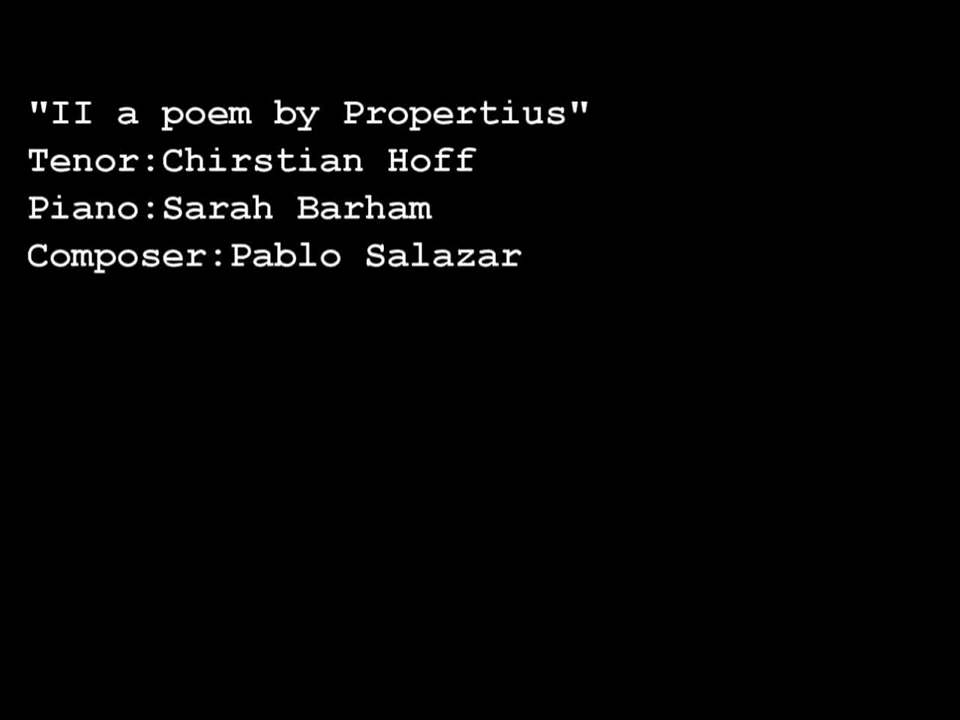 "II a poem by Propertius"
Tenor:Chirstian Hoff
Piano:Sarah Barham
Composer:Pablo Salazar